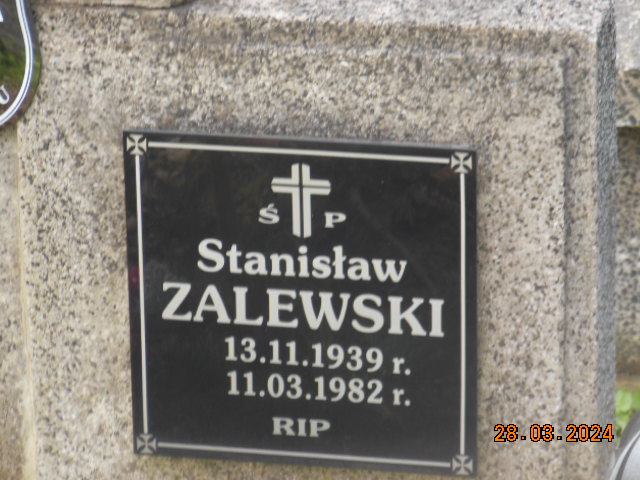 Ś P
Stanisław
ZALEWSKI
13.11.1939 r.
11.03.1982 r.
RIP
28.03.2024